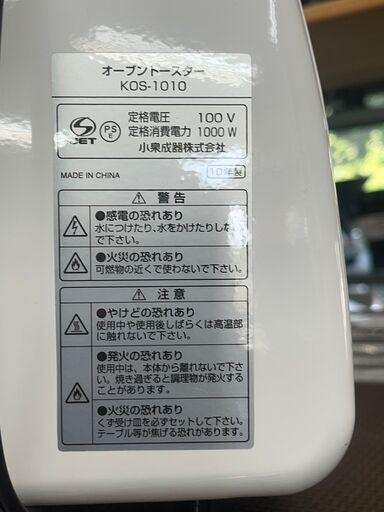 オーブントースター
KOS-1010
JET
PS
E
定格電圧 100 V
定格消費電力 1000 W
小泉成器株式会社
MAKE IN CHINA
10年製
⚠ 警告
●感電の恐れあり
水につけたり、水をかけたりしな
で下さい。
●火災の恐れあり
可燃物の近くで使わないで下さい。
⚠ 注意
●やけどの恐れあり
使用中や使用後しばらくは高温部
に触れないで下さい。
●発火の恐れあり
使用中は、本体から離れないで下さ
い。焼き過ぎると調理物が発火する
ことがあります。
●火災の恐れあり
くず受け皿を必ずセットして下さい。
テーブル等が焦げる恐れあり。